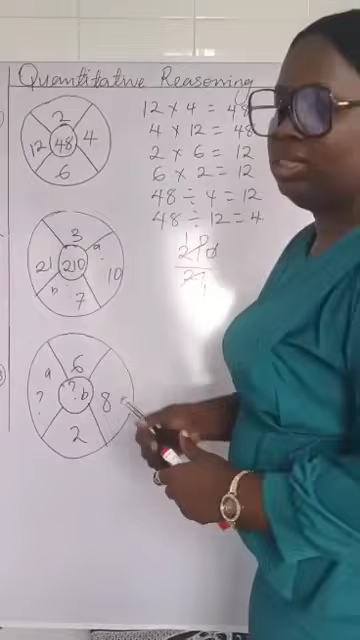 Quantitative Reasoning
2
12 48 4
6
12 × 4 = 48
4 × 12 = 48
2 × 6 = 12
6 × 2 = 12
48 ÷ 4 = 12
48 ÷ 12 = 4
3
a
21 210 10
b
7
210
21
6
a
? ? b 8
2